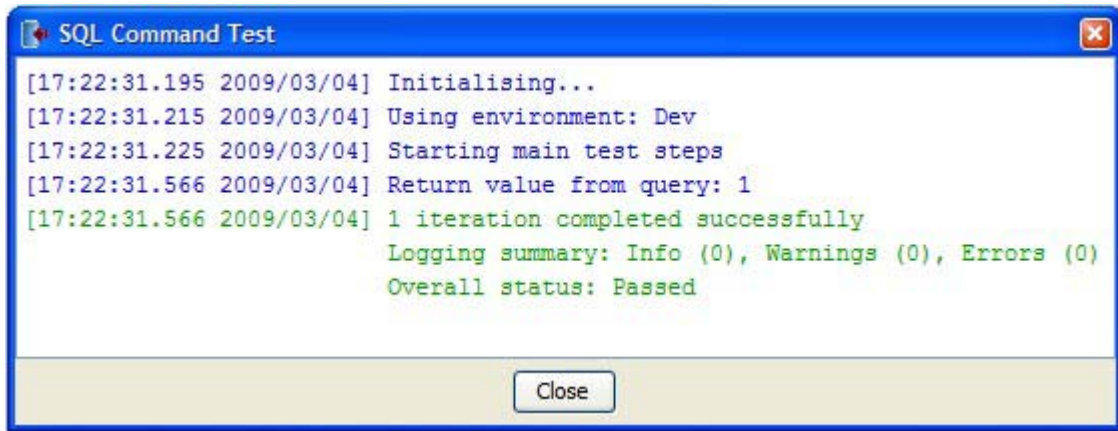 SQL Command Test
[17:22:31.195 2009/03/04] Initialising...
[17:22:31.215 2009/03/04] Using environment: Dev
[17:22:31.225 2009/03/04] Starting main test steps
[17:22:31.566 2009/03/04] Return value from query: 1
[17:22:31.566 2009/03/04] 1 iteration completed successfully
Logging summary: Info (0), Warnings (0), Errors (0)
Overall status: Passed
Close